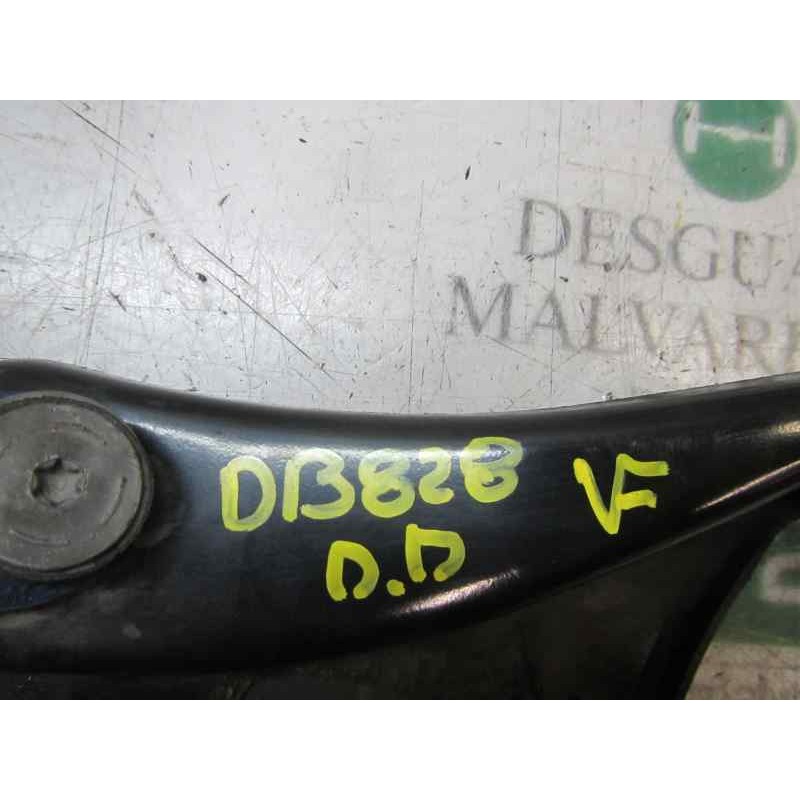 DESGUA
MALVAR
DB828 VF
D.D